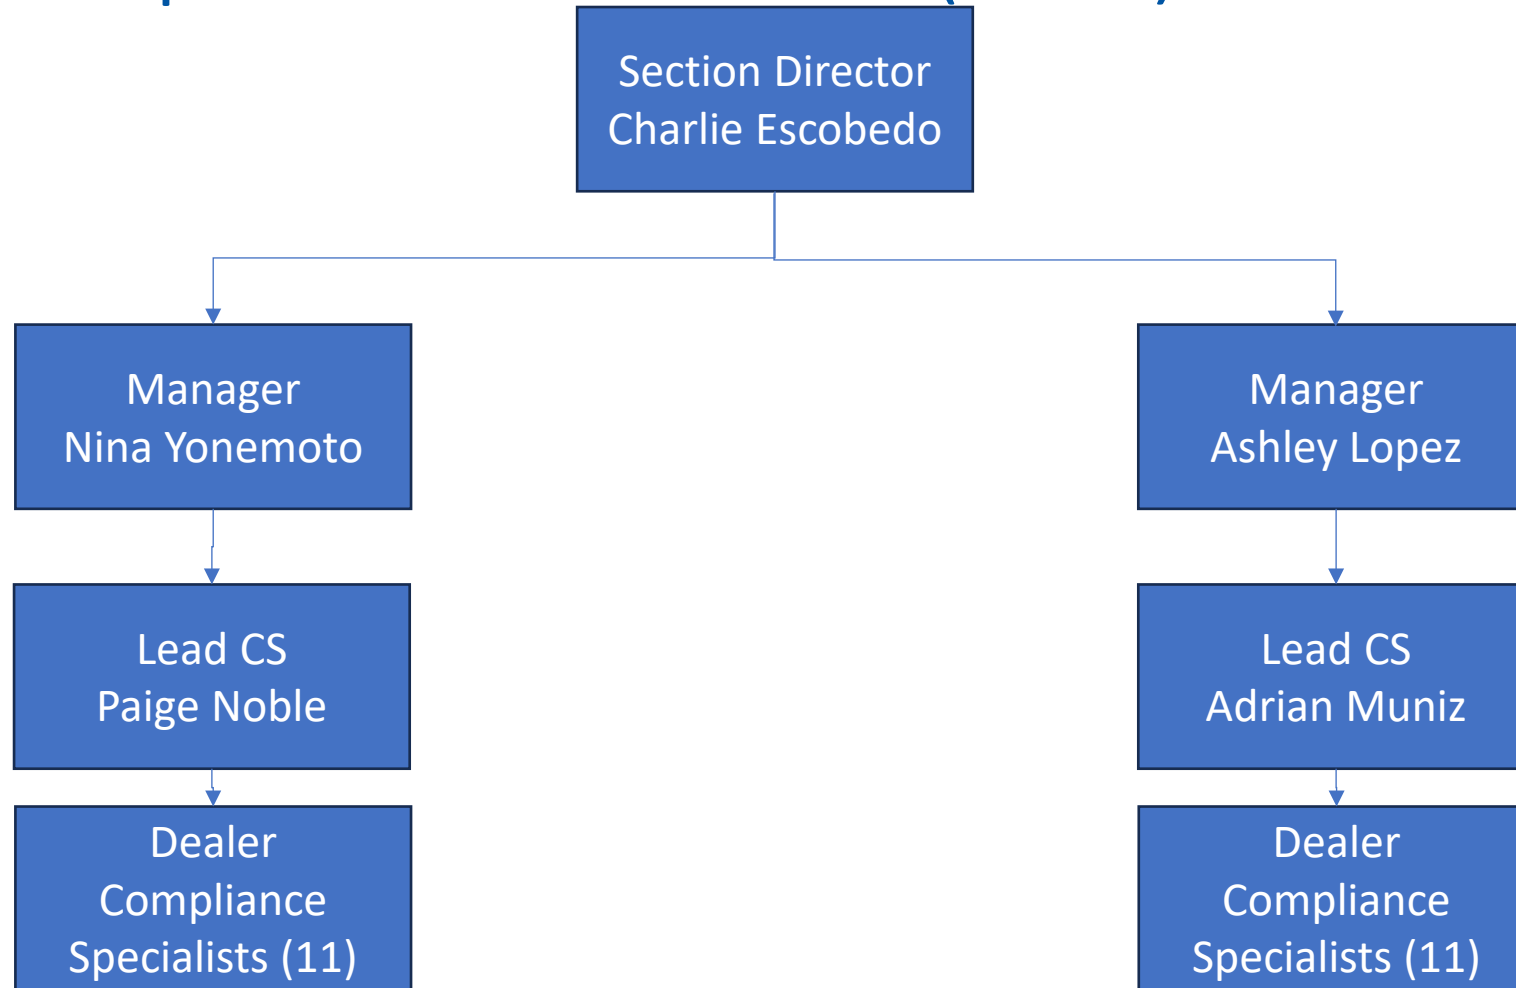 Section Director
Charlie Escobedo
Manager
Nina Yonemoto
Manager
Ashley Lopez
Lead CS
Paige Noble
Lead CS
Adrian Muniz
Dealer
Compliance
Specialists (11)
Dealer
Compliance
Specialists (11)